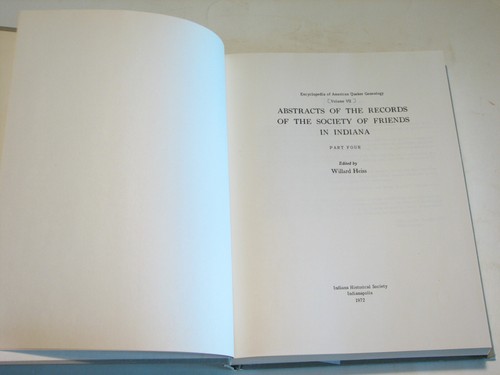 Encyclopedia of American Quaker Genealogy
(Volume VII)
ABSTRACTS OF THE RECORDS
OF THE SOCIETY OF FRIENDS
IN INDIANA
PART FOUR
Edited by
Willard Heiss
Indiana Historical Society
Indianapolis
1972